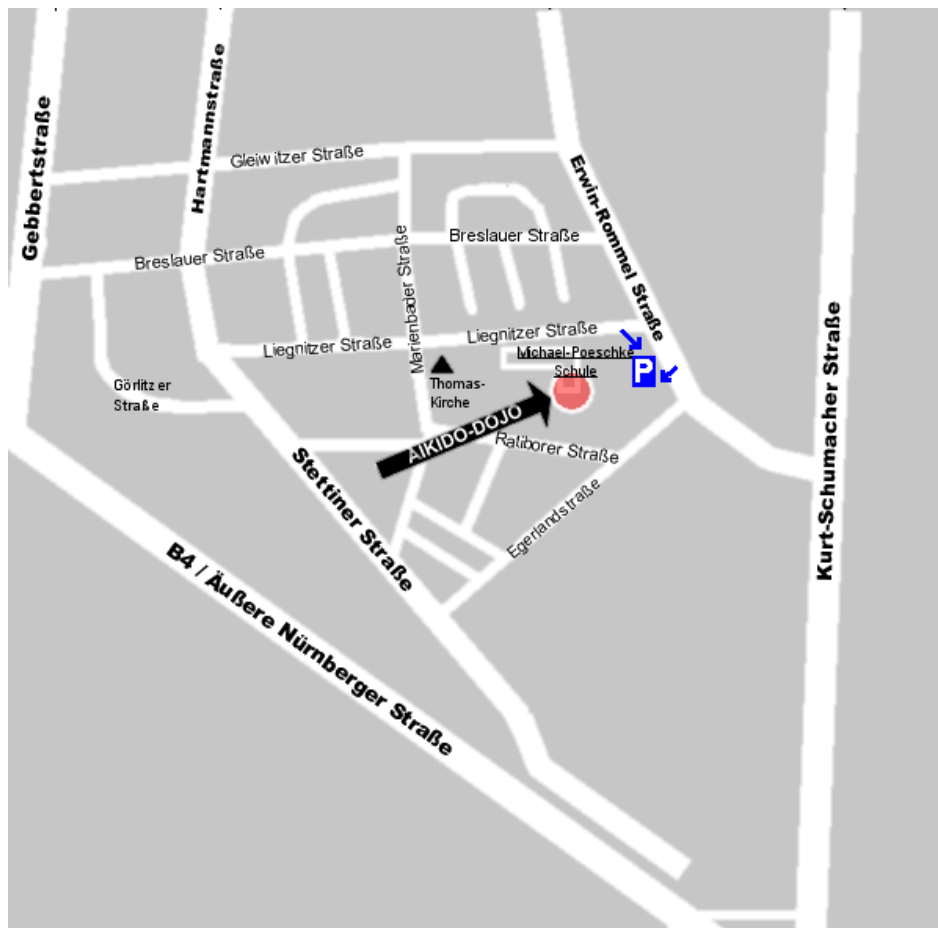 Gebbertstraße
Hartmannstraße
Gleiwitzer Straße
Erwin-Rommel Straße
Breslauer Straße
Breslauer Straße
Marienbader Straße
Liegnitzer Straße
Liegnitzer Straße
Michael-Poeschke
Schule
P
Görlitzer
Straße
Thomas-
Kirche
AIKIDO-DOJO
Ratiborer Straße
Egerlandstraße
Stettiner Straße
Kurt-Schumacher Straße
B4 / Äußere Nürnberger Straße